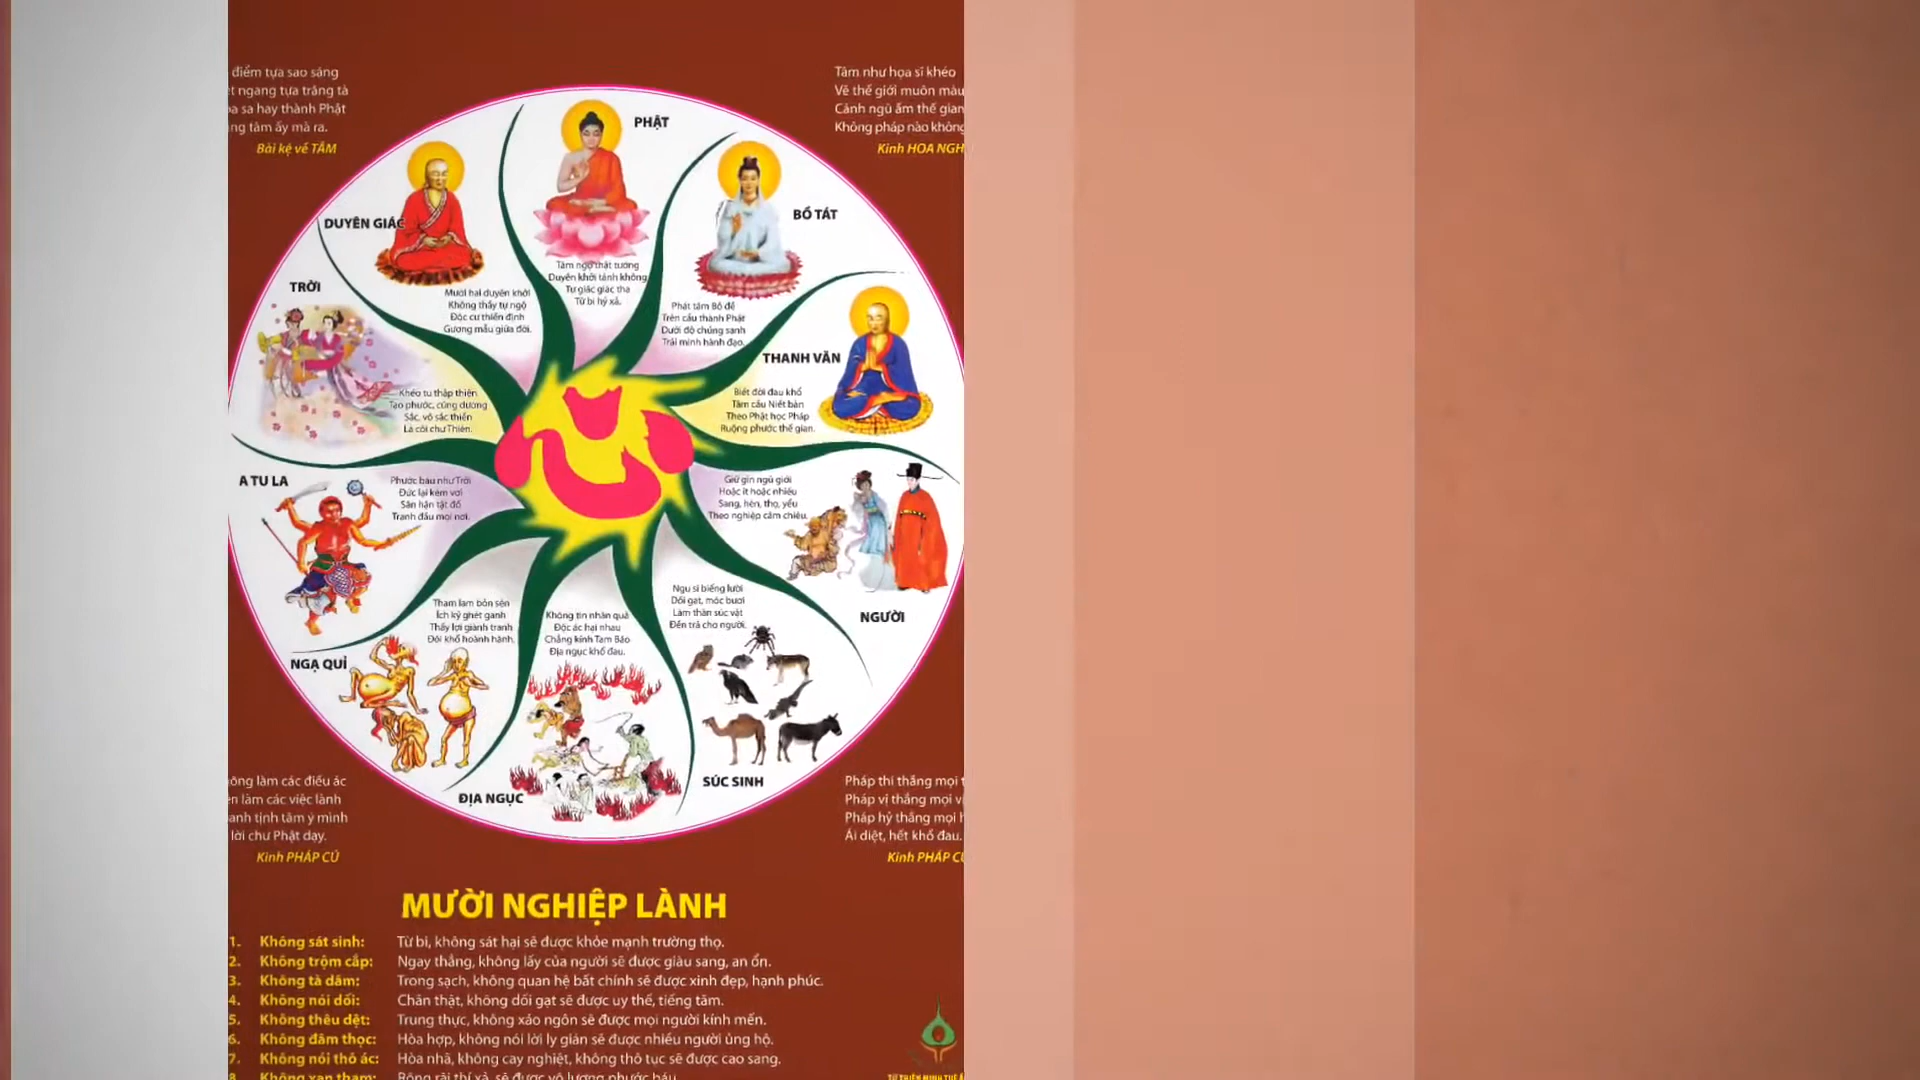 điểm tựa sao sáng
ngang tựa trăng tà
sa hay thành Phật
tâm ấy mà ra.
Bài kệ về TÂM
Tâm như họa sĩ khéo
Vẽ thế giới muôn màu
Cảnh ngũ ấm thế gian
Không pháp nào không
Kinh HOA NGH
PHẬT
Tâm ngộ thật tướng
Duyên khởi tánh không
Tự giác giác tha
Từ bi hỷ xả.
BỒ TÁT
Phát tâm Bồ đề
Trên cầu thành Phật
Dưới độ chúng sanh
Trải mình hành đạo.
DUYÊN GIÁC
Mười hai duyên khởi
Không thầy tự ngộ
Độc cư thiền định
Gương mẫu giữa đời.
THANH VĂN
Biết đời đau khổ
Tâm cầu Niết bàn
Theo Phật học Pháp
Ruộng phước thế gian.
TRỜI
Khéo tu thập thiện
Tạo phước, cúng dường
Sắc, vô sắc thiền
Là cõi chư Thiên.
A TU LA
Phước báu như Trời
Đức lại kém vơi
Sân hận tật đố
Tranh đấu mọi nơi.
Giữ gìn ngũ giới
Hoặc ít hoặc nhiều
Sang, hèn, thọ, yểu
Theo nghiệp cảm chiêu.
NGƯỜI
Tham lam bỏn sẻn
Ích kỷ ghét ganh
Thấy lợi giành tranh
Đói khổ hoành hành.
NGẠ QUỈ
Không tin nhân quả
Độc ác hại nhau
Chẳng kính Tam Bảo
Địa ngục khổ đau.
ĐỊA NGỤC
Ngu si biếng lười
Dối gạt, móc bươi
Làm thân súc vật
Đền trả cho người.
SÚC SINH
ông làm các điều ác
làm các việc lành
anh tịnh tâm ý mình
lời chư Phật dạy.
Kinh PHÁP CÚ
Pháp thí thắng mọi t
Pháp vị thắng mọi v
Pháp hỷ thắng mọi h
Ái diệt, hết khổ đau.
Kinh PHÁP CÚ
MƯỜI NGHIỆP LÀNH
1. Không sát sinh: Từ bi, không sát hại sẽ được khỏe mạnh trường thọ.
2. Không trộm cắp: Ngay thẳng, không lấy của người sẽ được giàu sang, an ổn.
3. Không tà dâm: Trong sạch, không quan hệ bất chính sẽ được xinh đẹp, hạnh phúc.
4. Không nói dối: Chân thật, không dối gạt sẽ được uy thế, tiếng tăm.
5. Không thêu dệt: Trung thực, không xảo ngôn sẽ được mọi người kính mến.
6. Không đâm thọc: Hòa hợp, không nói lời ly gián sẽ được nhiều người ủng hộ.
7. Không nói thô ác: Hòa nhã, không cay nghiệt, không thô tục sẽ được cao sang.
8. Không xan tham: Rộng rãi thí xả, sẽ được vô lượng phước báu.